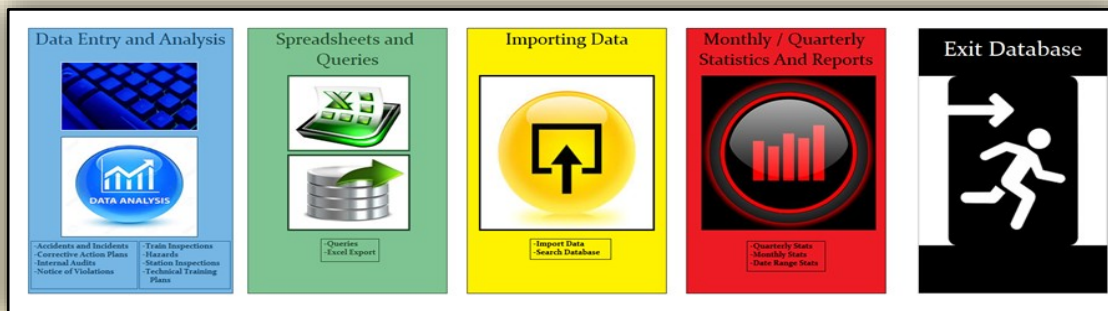 Data Entry and Analysis
DATA ANALYSIS
-Accidents and Incidents
-Corrective Action Plans
-Internal Audits
-Notice of Violations
-Train Inspections
-Hazards
-Station Inspections
-Technical Training
Plans
Spreadsheets and
Queries
X
-Queries
-Excel Export
Importing Data
-Import Data
-Search Database
Monthly / Quarterly
Statistics And Reports
-Quarterly Stats
-Monthly Stats
-Date Range Stats
Exit Database